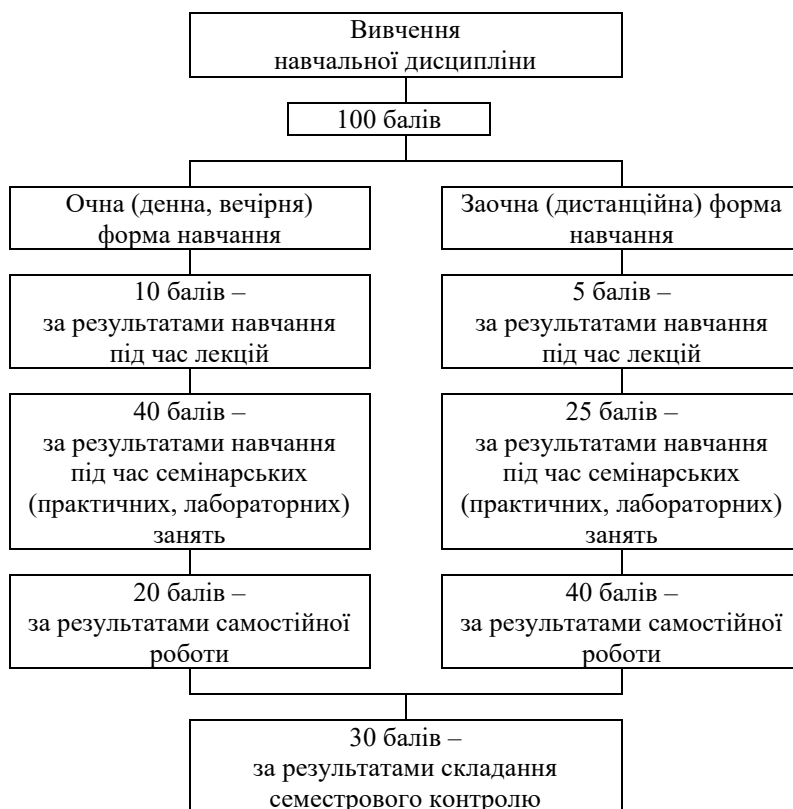 Вивчення
навчальної дисципліни
100 балів
Очна (денна, вечірня)
форма навчання
10 балів –
за результатами навчання
під час лекцій
40 балів –
за результатами навчання
під час семінарських
(практичних, лабораторних)
занять
20 балів –
за результатами самостійної
роботи
Заочна (дистанційна) форма
навчання
5 балів –
за результатами навчання
під час лекцій
25 балів –
за результатами навчання
під час семінарських
(практичних, лабораторних)
занять
40 балів –
за результатами самостійної
роботи
30 балів –
за результатами складання
семестрового контролю